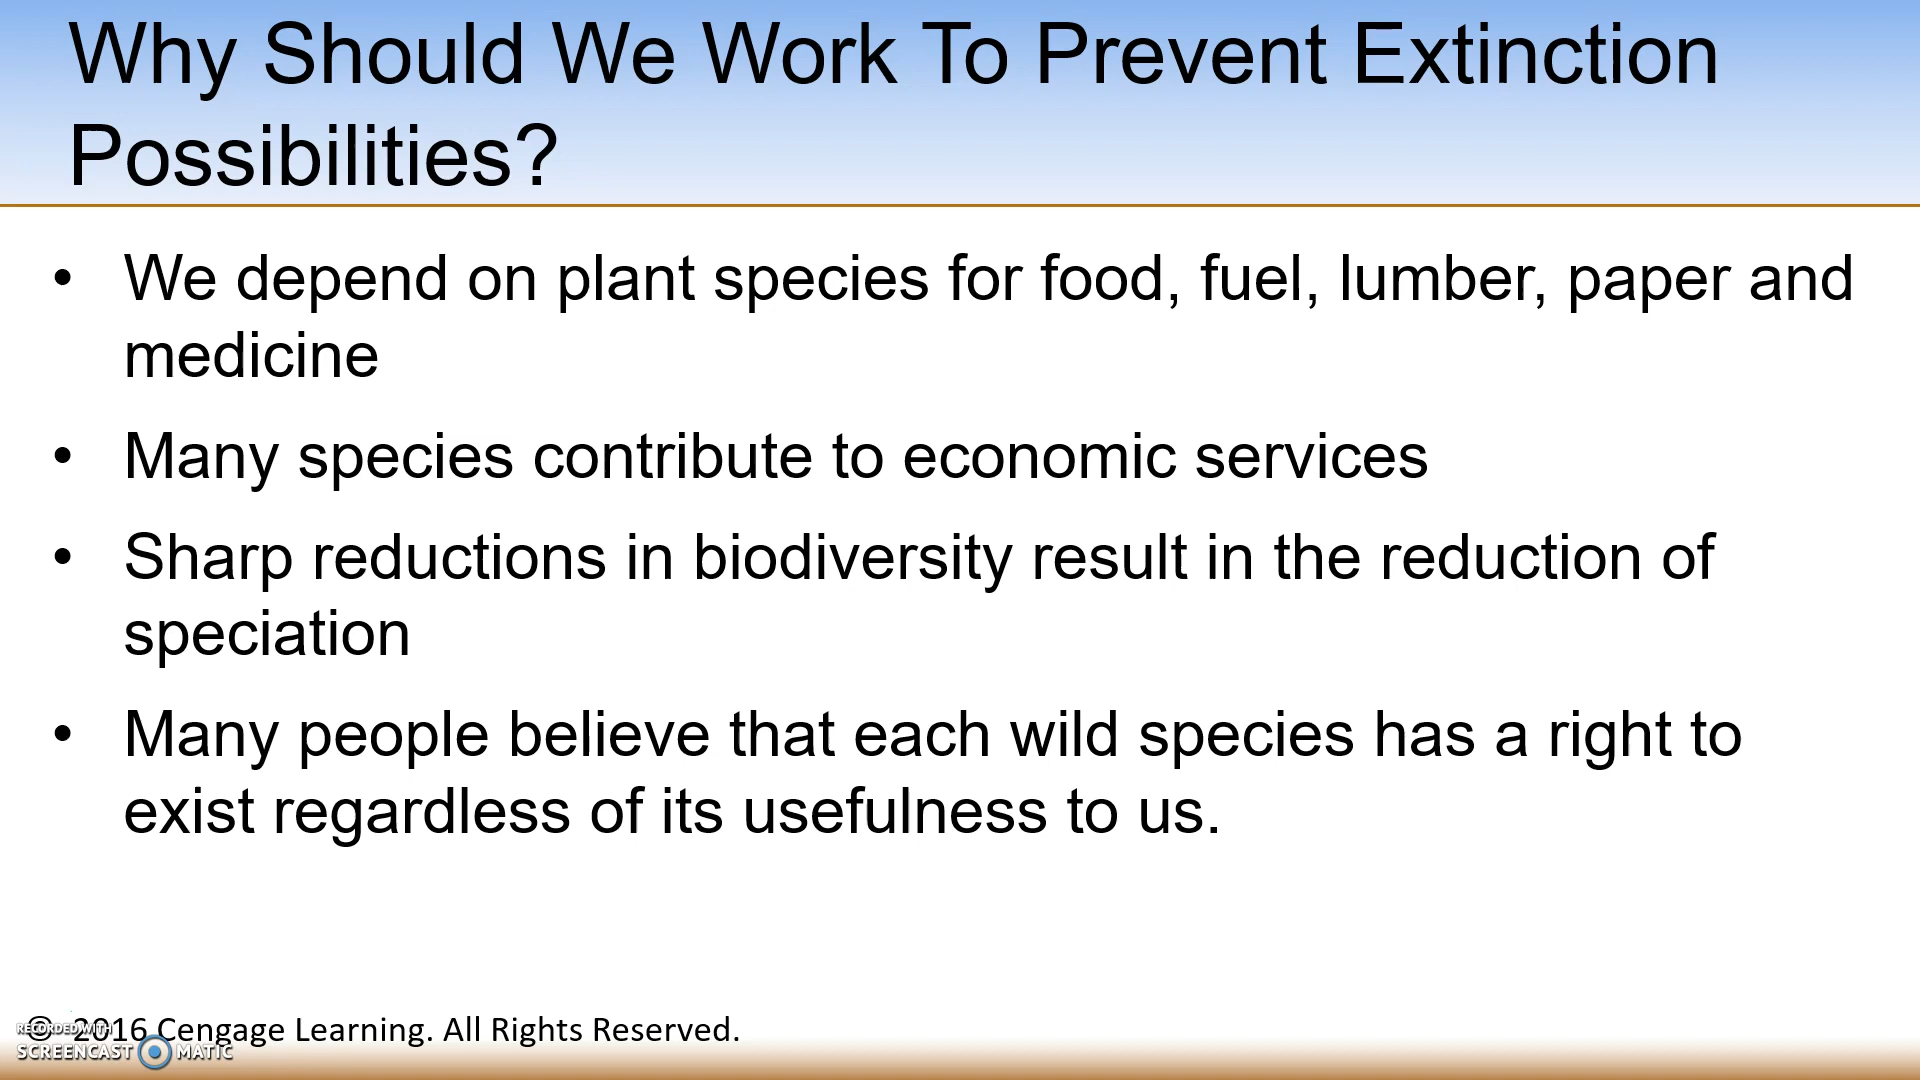 Why Should We Work To Prevent Extinction
Possibilities?
• We depend on plant species for food, fuel, lumber, paper and
medicine
• Many species contribute to economic services
• Sharp reductions in biodiversity result in the reduction of
speciation
• Many people believe that each wild species has a right to
exist regardless of its usefulness to us.
© 2016 Cengage Learning. All Rights Reserved.
RECORDED WITH
SCREENCAST MATIC